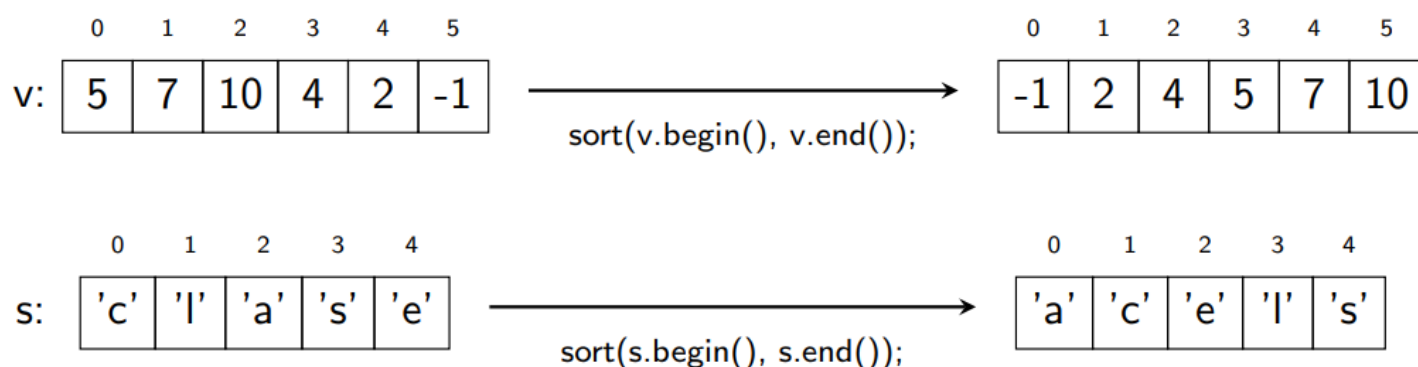 0 1 2 3 4 5 0 1 2 3 4 5
v: 5 7 10 4 2 -1 -1 2 4 5 7 10
sort(v.begin(), v.end());
0 1 2 3 4 0 1 2 3 4
s: 'c' 'l' 'a' 's' 'e' 'a' 'c' 'e' 'l' 's'
sort(s.begin(), s.end());